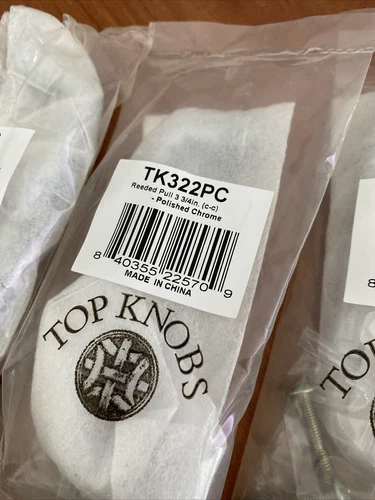 TK322PC
Reeded Pull 3 3/4in. (c-c)
- Polished Chrome
8 40355 22570 9
MADE IN CHINA
TOP KNOBS
8
TOP KNO